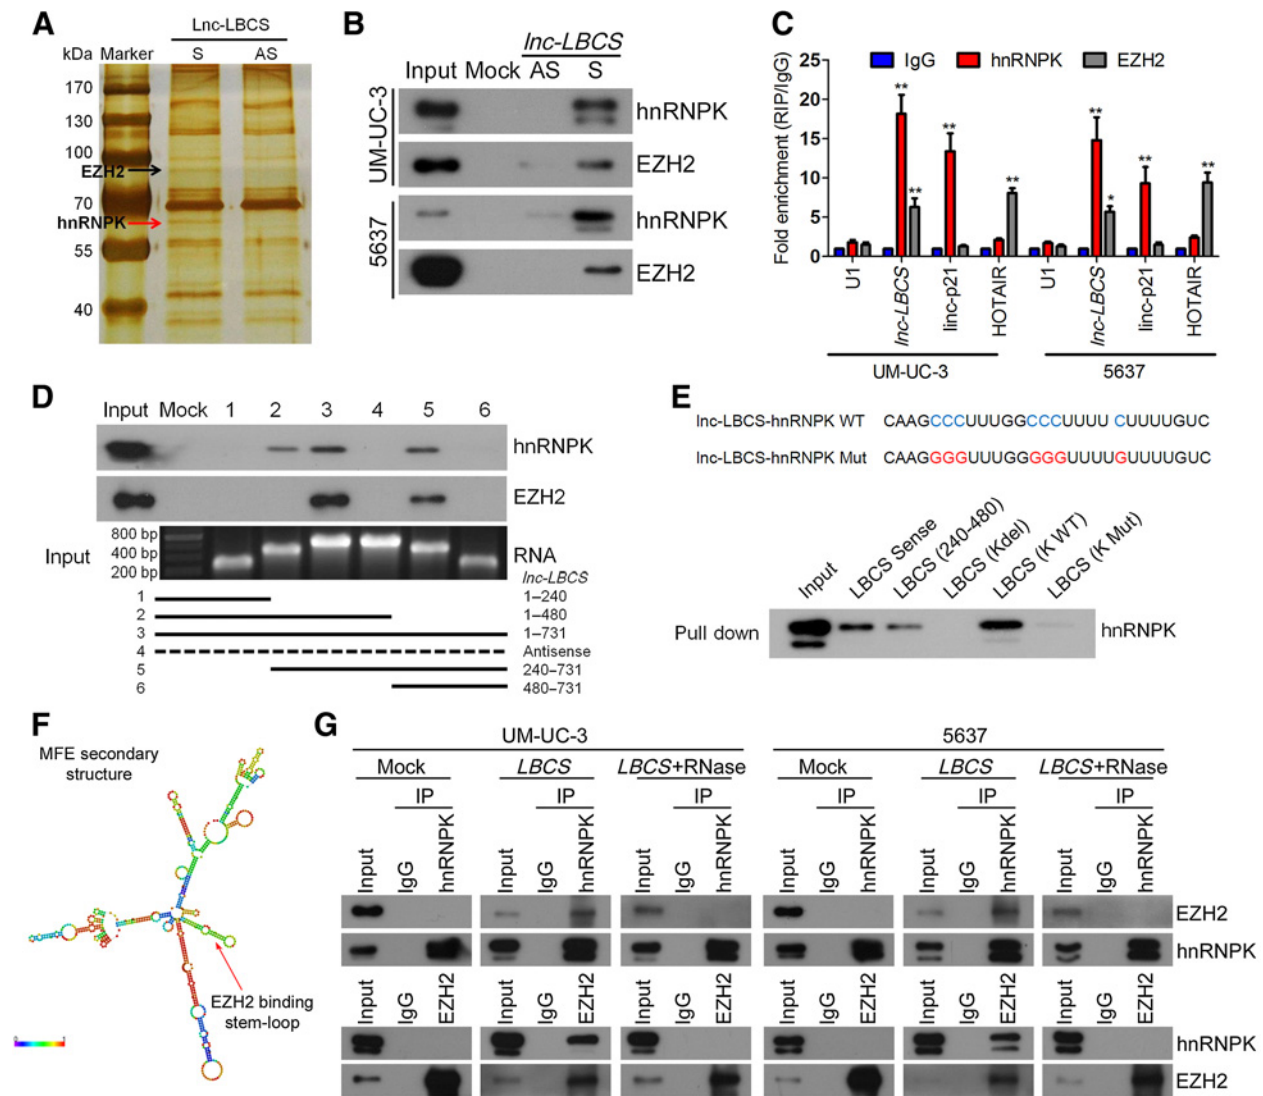 A
Lnc-LBCS
kDa Marker S AS
170
130
100
EZH2
70
hnRNPK
55
40
B
lnc-LBCS
Input Mock AS S
UM-UC-3
hnRNPK
EZH2
5637
hnRNPK
EZH2
C
IgG hnRNPK EZH2
Fold enrichment (RIP/IgG)
25
20
15
10
5
0
** ** ** ** ** * ** **
U1 lnc-LBCS linc-p21 HOTAIR U1 lnc-LBCS linc-p21 HOTAIR
UM-UC-3 5637
D
Input Mock 1 2 3 4 5 6
hnRNPK
EZH2
Input
800 bp
400 bp
200 bp
RNA
lnc-LBCS
1 1–240
2 1–480
3 1–731
4 Antisense
5 240–731
6 480–731
E
lnc-LBCS-hnRNPK WT CAAGCCCUUUGGCCCUUUU CUUUUGUC
lnc-LBCS-hnRNPK Mut CAAGGGGUUUGGGGGUUUUGUUUUGUC
Input LBCS Sense LBCS (240-480) LBCS (Kdel) LBCS (K WT) LBCS (K Mut)
Pull down hnRNPK
F
MFE secondary
structure
EZH2 binding
stem-loop
G
UM-UC-3 5637
Mock LBCS LBCS+RNase Mock LBCS LBCS+RNase
IP IP IP IP IP IP
Input IgG hnRNPK Input IgG hnRNPK Input IgG hnRNPK Input IgG hnRNPK Input IgG hnRNPK Input IgG hnRNPK
EZH2
hnRNPK
Input IgG EZH2 Input IgG EZH2 Input IgG EZH2 Input IgG EZH2 Input IgG EZH2 Input IgG EZH2
hnRNPK
EZH2